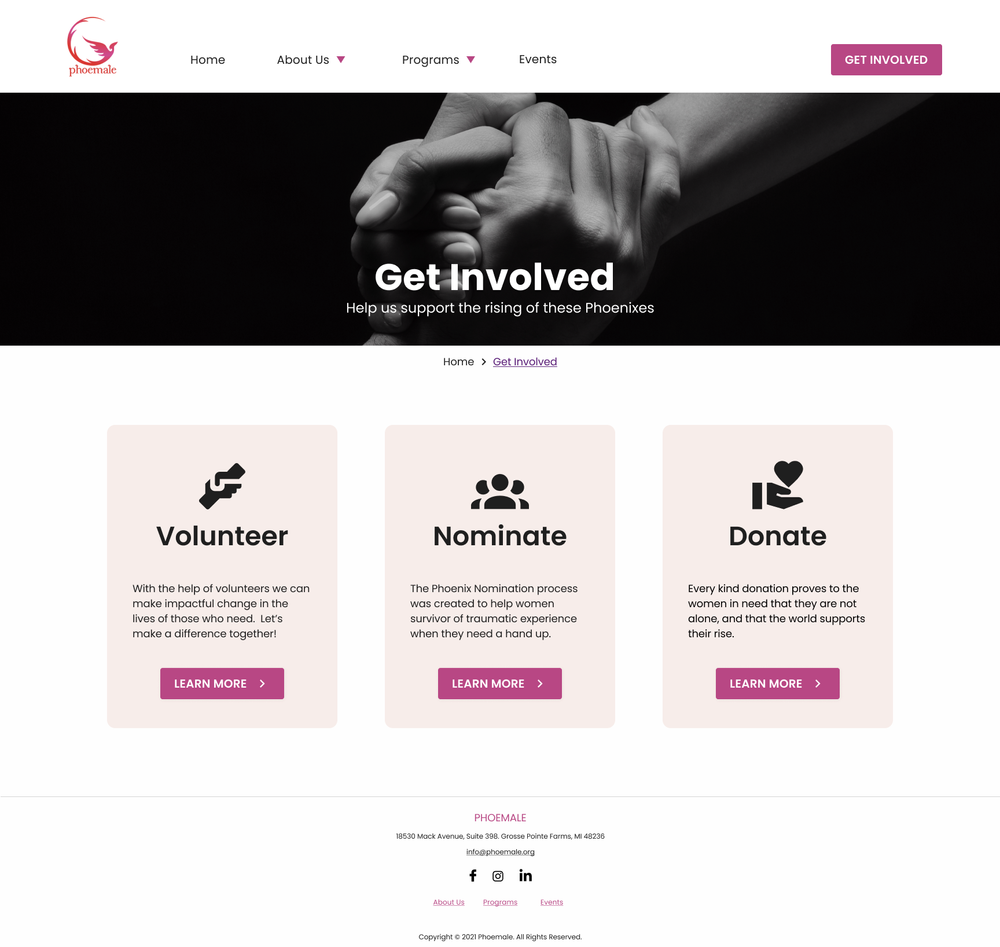 phoemale
Home
About Us
Programs
Events
GET INVOLVED
Get Involved
Help us support the rising of these Phoenixes
Home > Get Involved
Volunteer
With the help of volunteers we can
make impactful change in the
lives of those who need.  Let's
make a difference together!
LEARN MORE >
Nominate
The Phoenix Nomination process
was created to help women
survivor of traumatic experience
when they need a hand up.
LEARN MORE >
Donate
Every kind donation proves to the
women in need that they are not
alone, and that the world supports
their rise.
LEARN MORE >
PHOEMALE
18530 Mack Avenue, Suite 398. Grosse Pointe Farms, MI 48236
info@phoemale.org
About Us
Programs
Events
Copyright © 2021 Phoemale. All Rights Reserved.